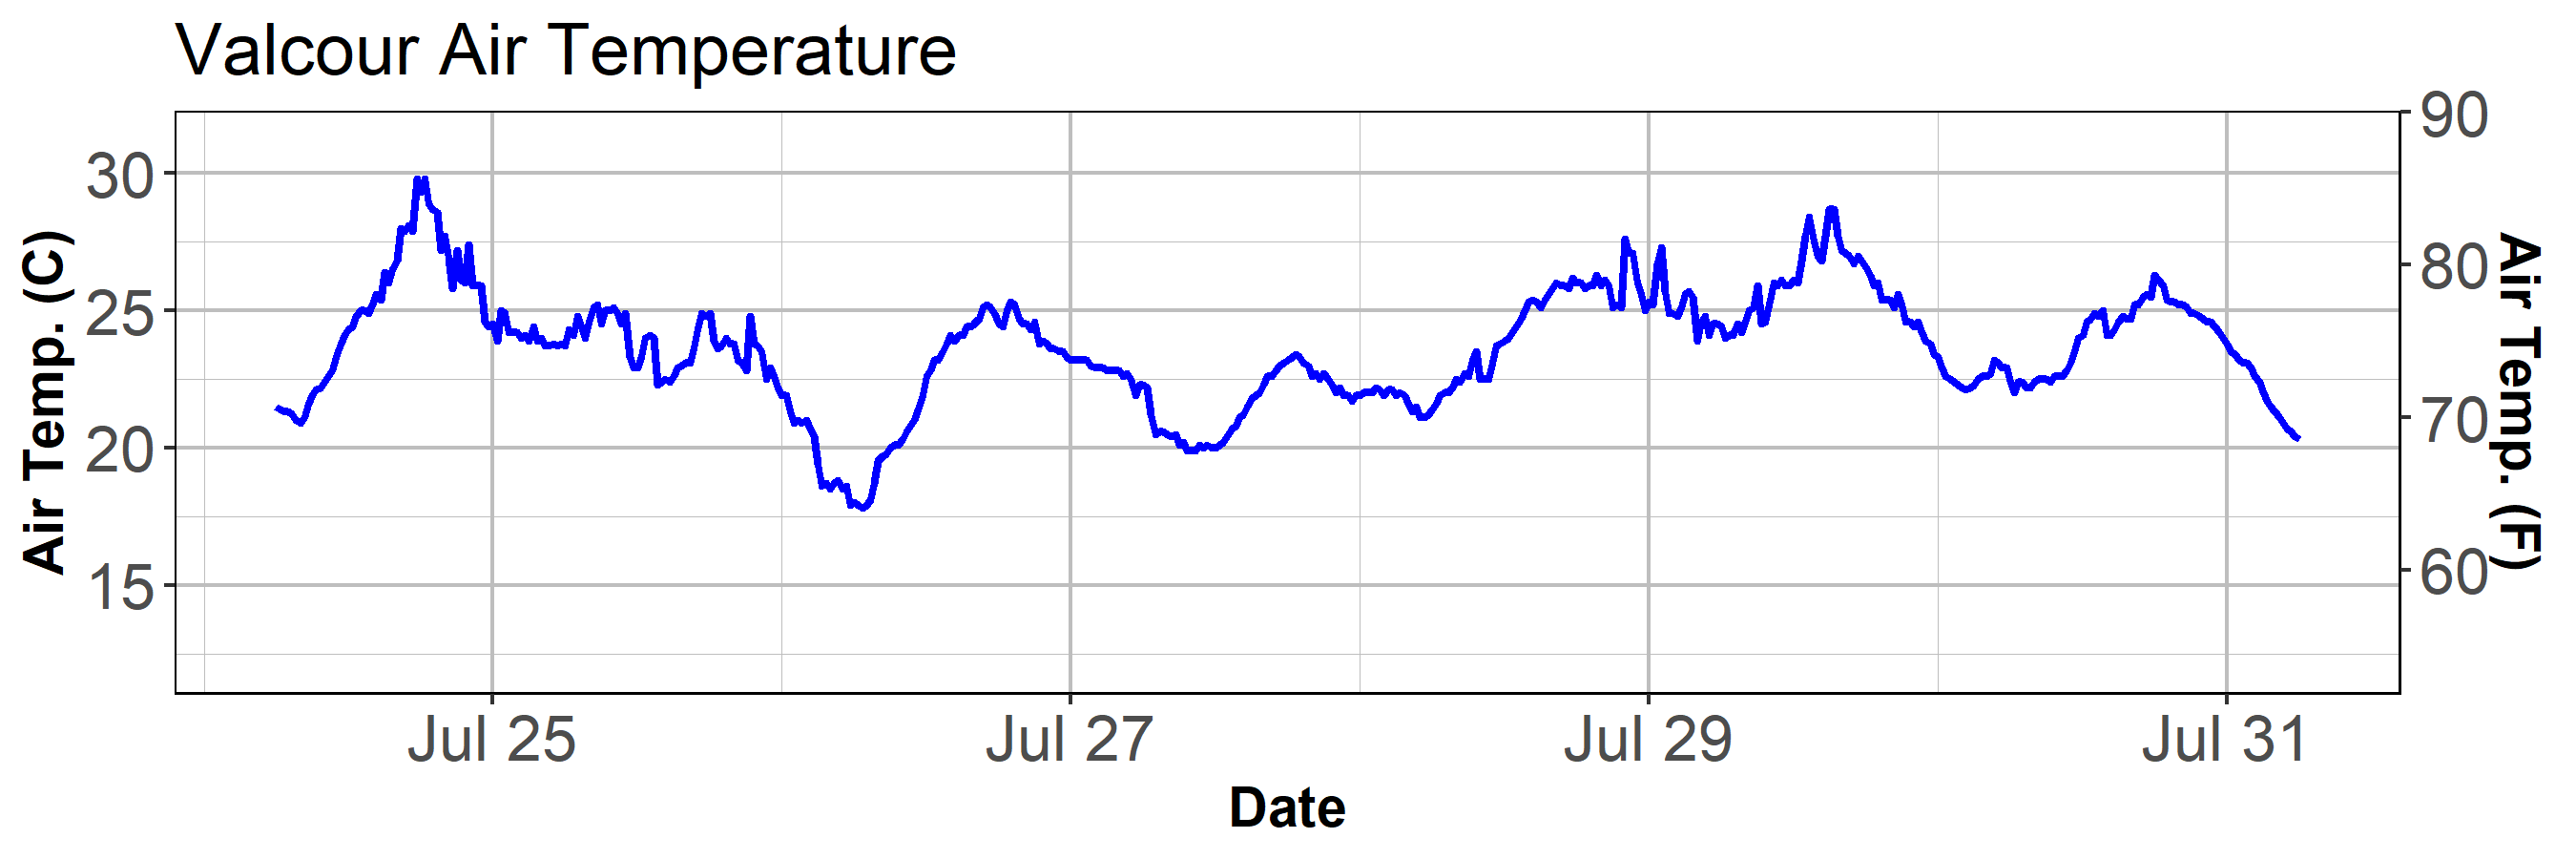 Valcour Air Temperature
Air Temp. (C)
30
25
20
15
90
80
70
60
Air Temp. (F)
Jul 25
Jul 27
Jul 29
Jul 31
Date